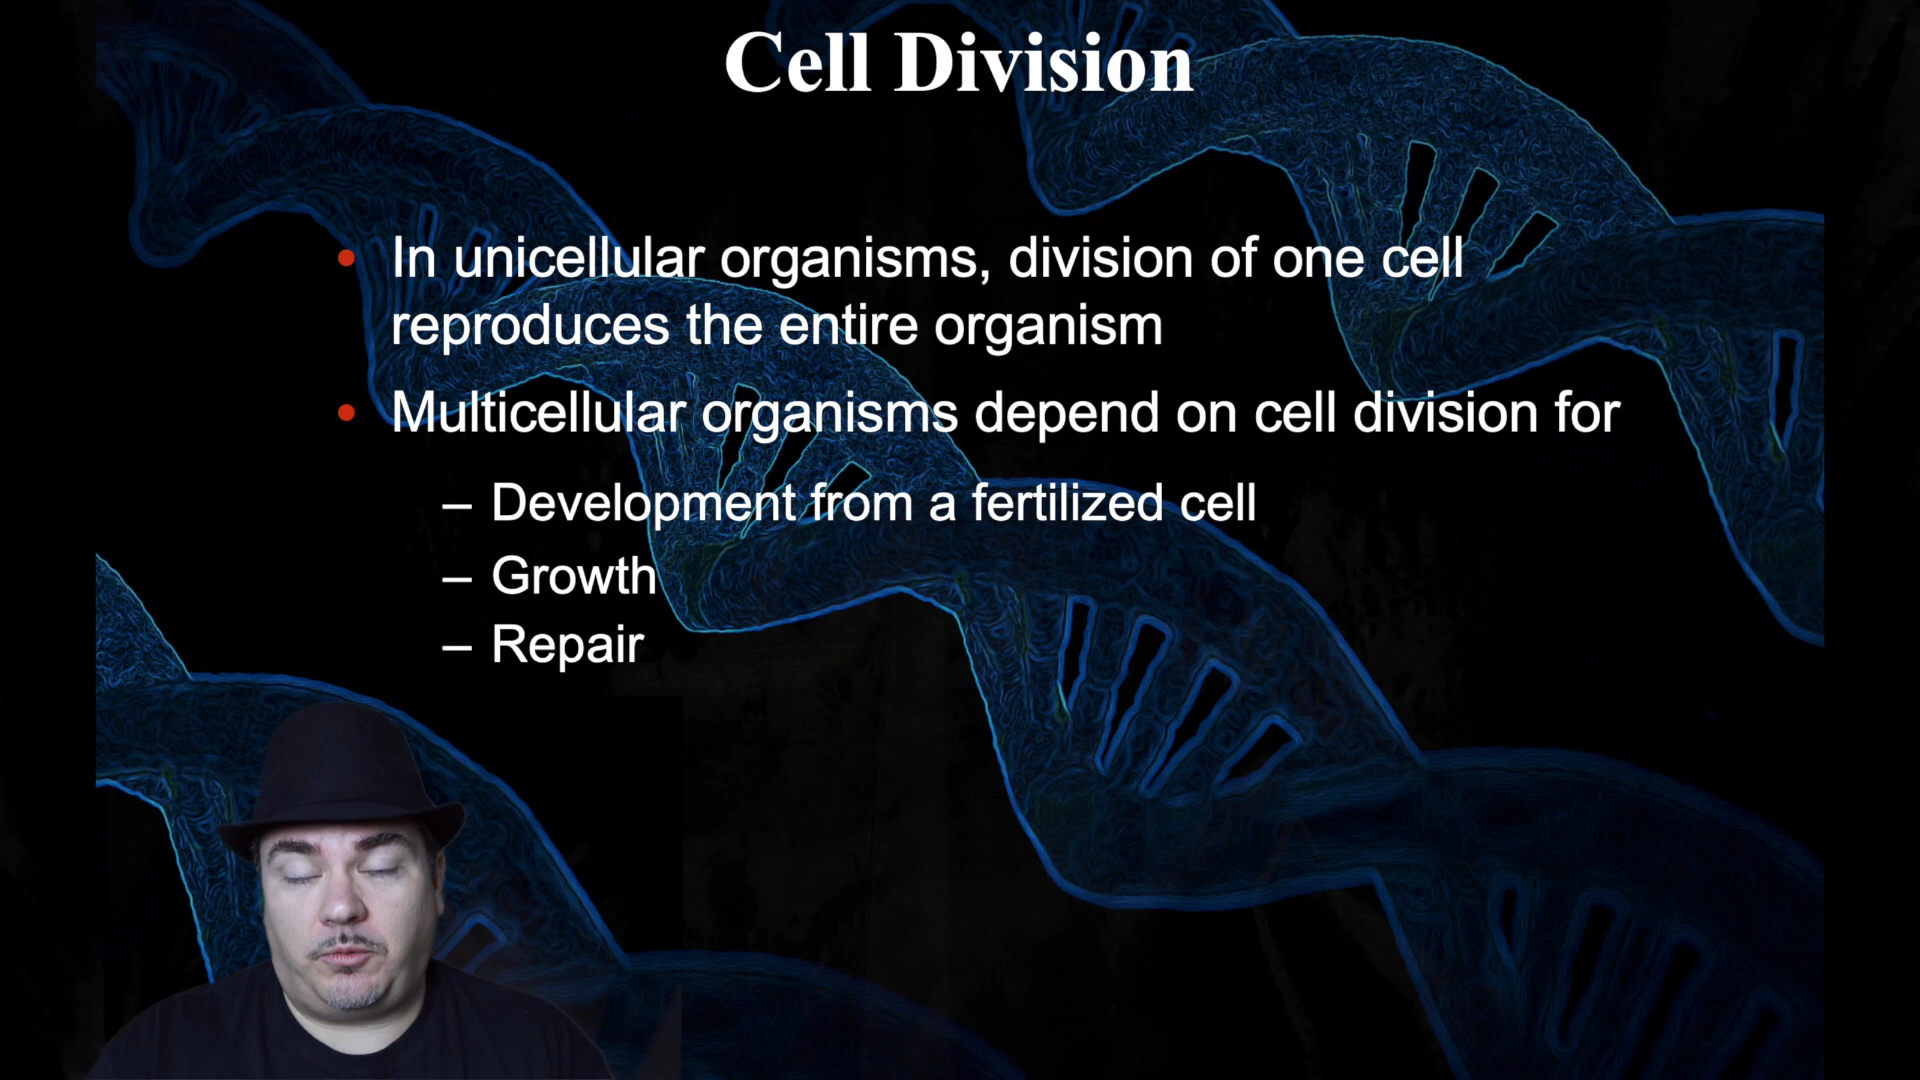 Cell Division
• In unicellular organisms, division of one cell
reproduces the entire organism
• Multicellular organisms depend on cell division for
– Development from a fertilized cell
– Growth
– Repair